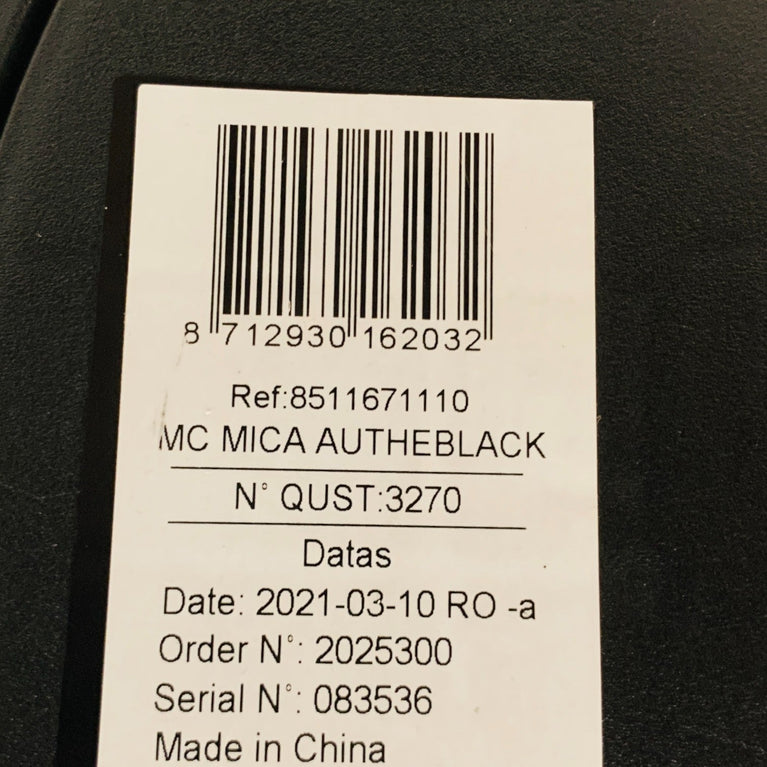 8 712930 162032
Ref:8511671110
MC MICA AUTHEBLACK
N° QUST:3270
Datas
Date: 2021-03-10 RO -a
Order N°: 2025300
Serial N°: 083536
Made in China